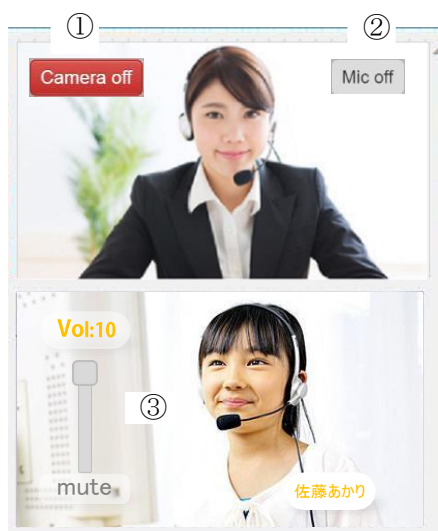 ① ②
Camera off Mic off
Vol:10
③
mute
佐藤あかり